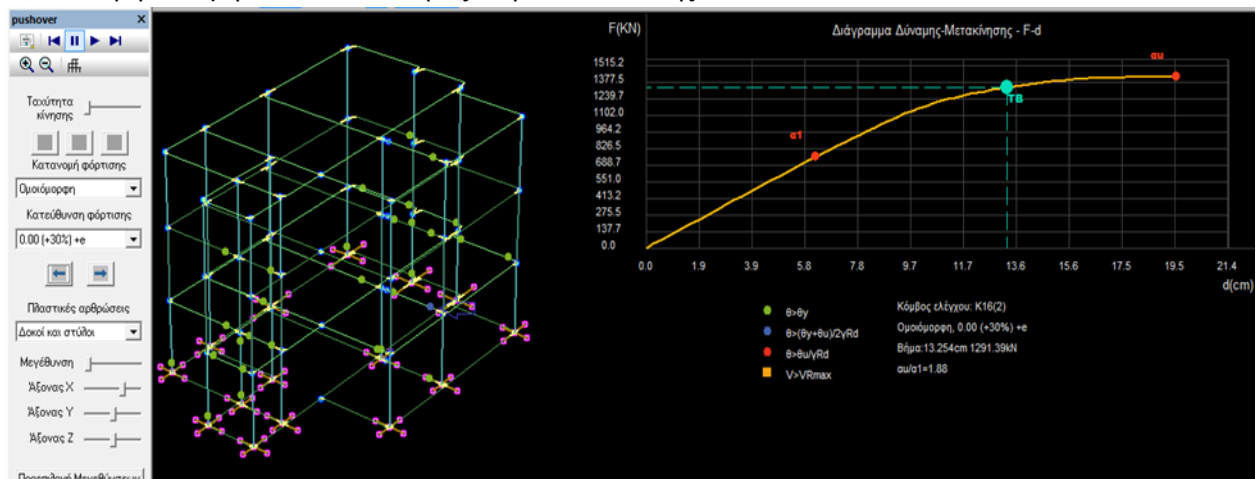 pushover
Ταχύτητα
κίνησης
Κατανομή φόρτισης
Ομοιόμορφη
Κατεύθυνση φόρτισης
0.00 (+30%) +e
Πλαστικές αρθρώσεις
Δοκοί και στύλοι
Μεγέθυνση
Άξονας X
Άξονας Y
Άξονας Z
F(KN)
Διάγραμμα Δύναμης-Μετακίνησης - F-d
1515.2
1377.5
1239.7
1102.0
964.2
826.5
688.7
551.0
413.2
275.5
137.7
0.0
α1
TB
αu
0.0 1.9 3.9 5.8 7.8 9.7 11.7 13.6 15.6 17.5 19.5 21.4
d(cm)
θ>θy
θ>(θy+θu)/2γRd
θ>θu/γRd
V>VRmax
Κόμβος ελέγχου: K16(2)
Ομοιόμορφη, 0.00 (+30%) +e
Βήμα:13.254cm 1291.39kN
αu/α1=1.88